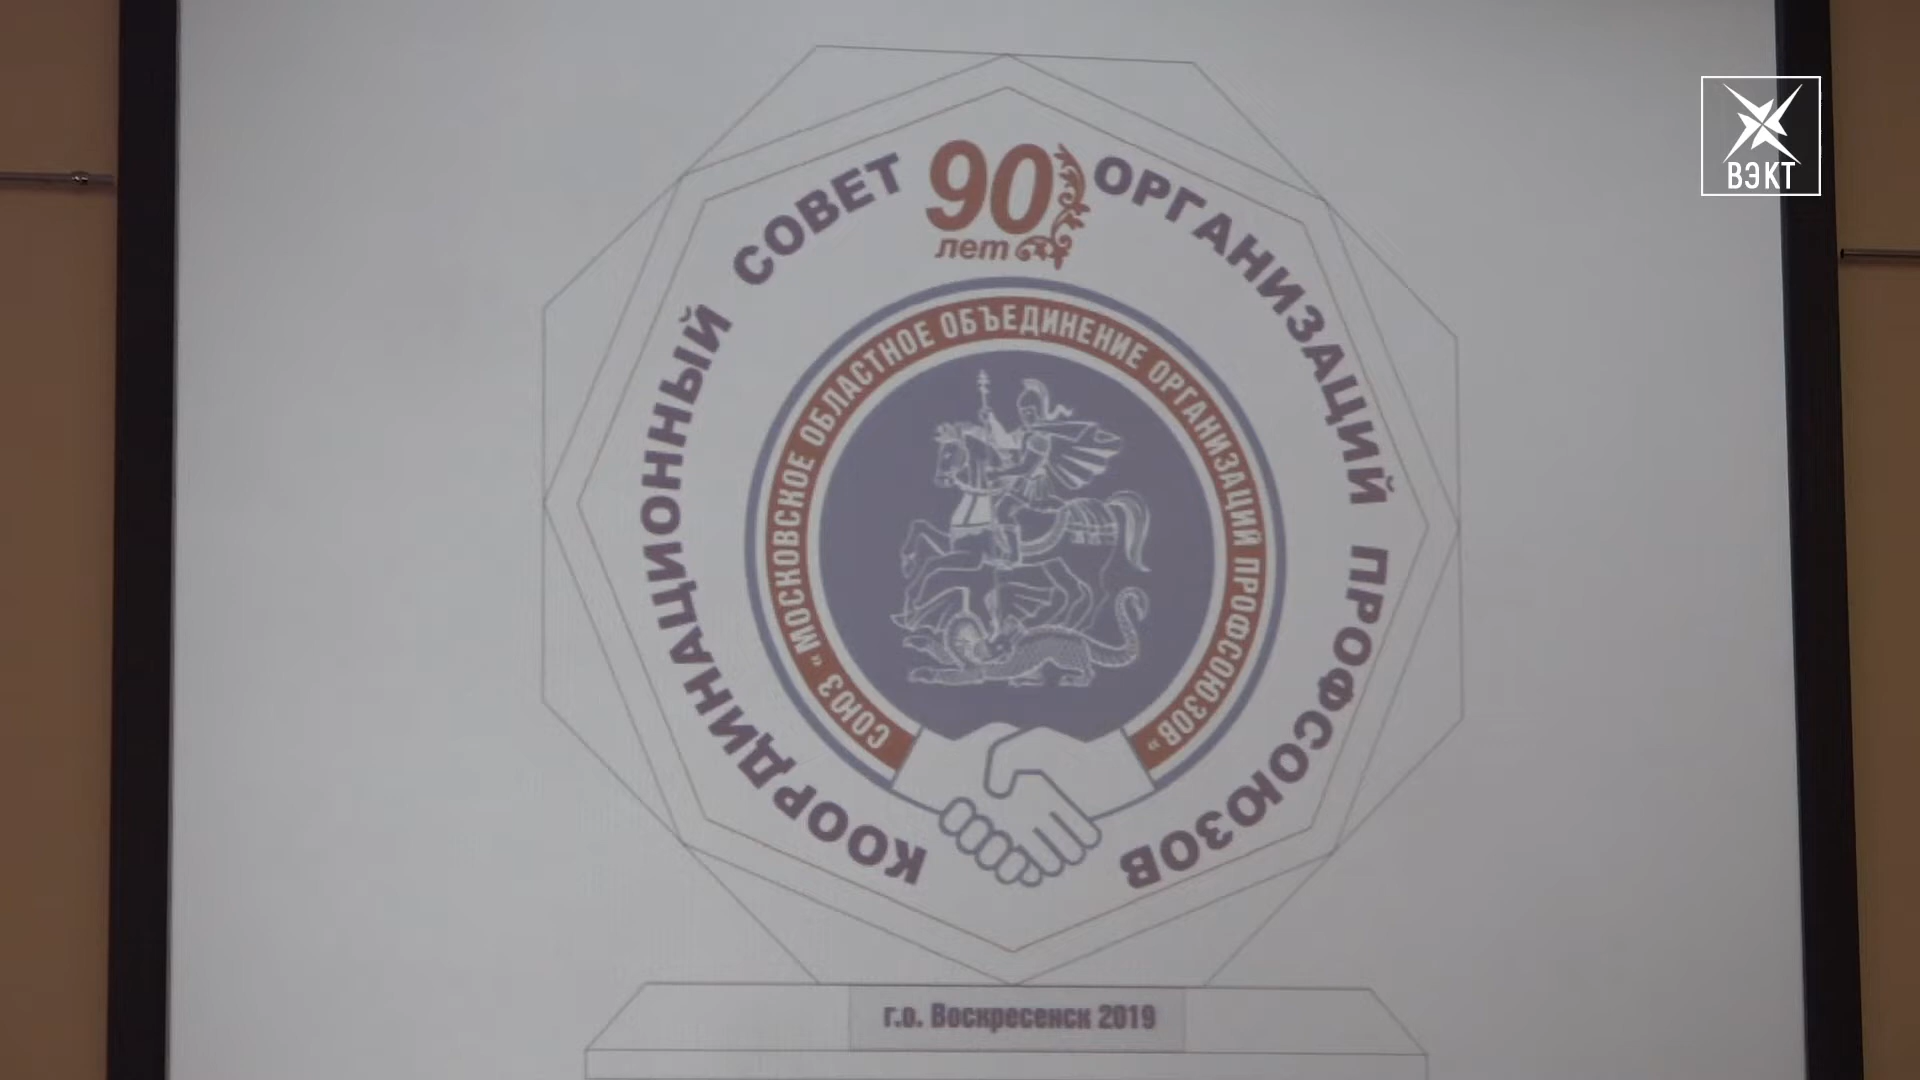 ВЭКТ
КООРДИНАЦИОННЫЙ СОВЕТ ОРГАНИЗАЦИЙ ПРОФСОЮЗОВ
90
лет
СОЮЗ "МОСКОВСКОЕ ОБЛАСТНОЕ ОБЪЕДИНЕНИЕ ОРГАНИЗАЦИЙ ПРОФСОЮЗОВ"
г.о. Воскресенск 2019